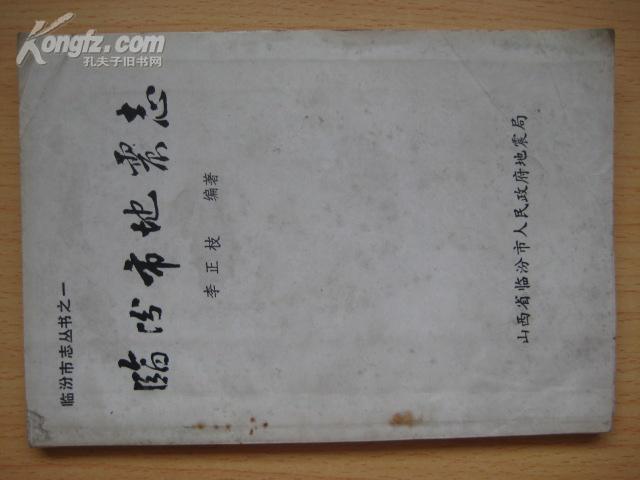 Kongfz.com
孔夫子旧书网
临汾市志丛书之一
临汾市地震志
李正枝 编著
山西省临汾市人民政府地震局